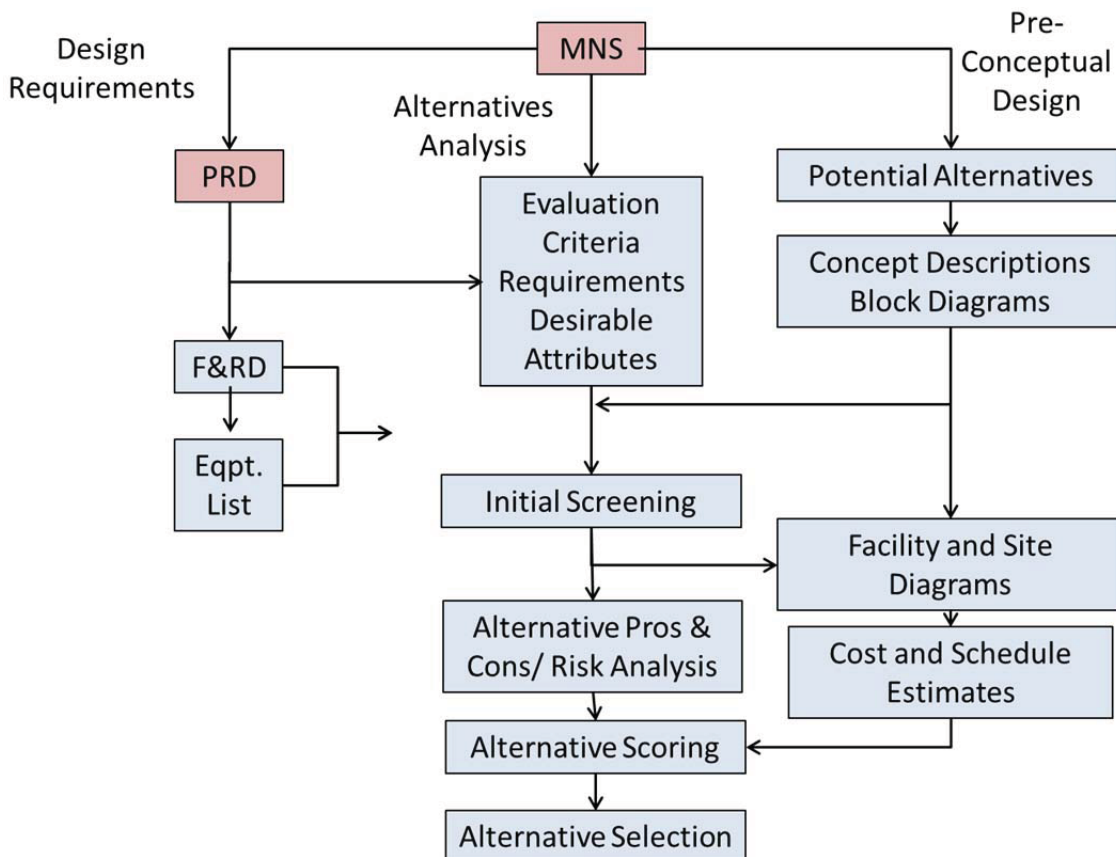 Design
Requirements
MNS
Pre-
Conceptual
Design
Alternatives
Analysis
PRD
Evaluation
Criteria
Requirements
Desirable
Attributes
Potential Alternatives
Concept Descriptions
Block Diagrams
F&RD
Eqpt.
List
Initial Screening
Facility and Site
Diagrams
Alternative Pros &
Cons/ Risk Analysis
Cost and Schedule
Estimates
Alternative Scoring
Alternative Selection